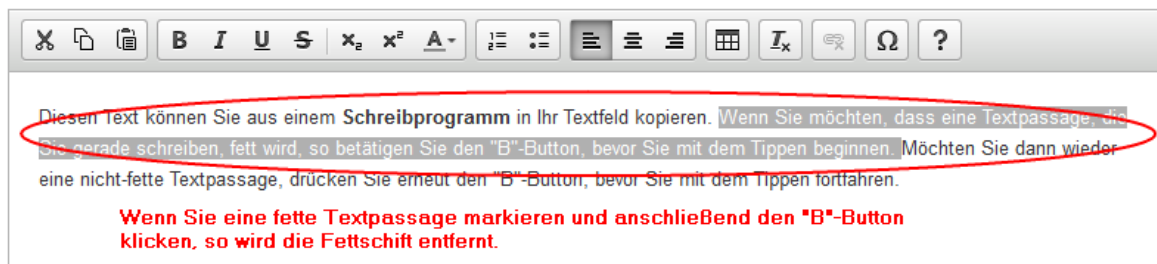 B I U S x₂ x² A Ω ?
Diesen Text können Sie aus einem Schreibprogramm in Ihr Textfeld kopieren. Wenn Sie möchten, dass eine Textpassage, die
Sie gerade schreiben, fett wird, so betätigen Sie den "B"-Button, bevor Sie mit dem Tippen beginnen. Möchten Sie dann wieder
eine nicht-fette Textpassage, drücken Sie erneut den "B"-Button, bevor Sie mit dem Tippen fortfahren.
Wenn Sie eine fette Textpassage markieren und anschließend den "B"-Button
klicken, so wird die Fettschift entfernt.